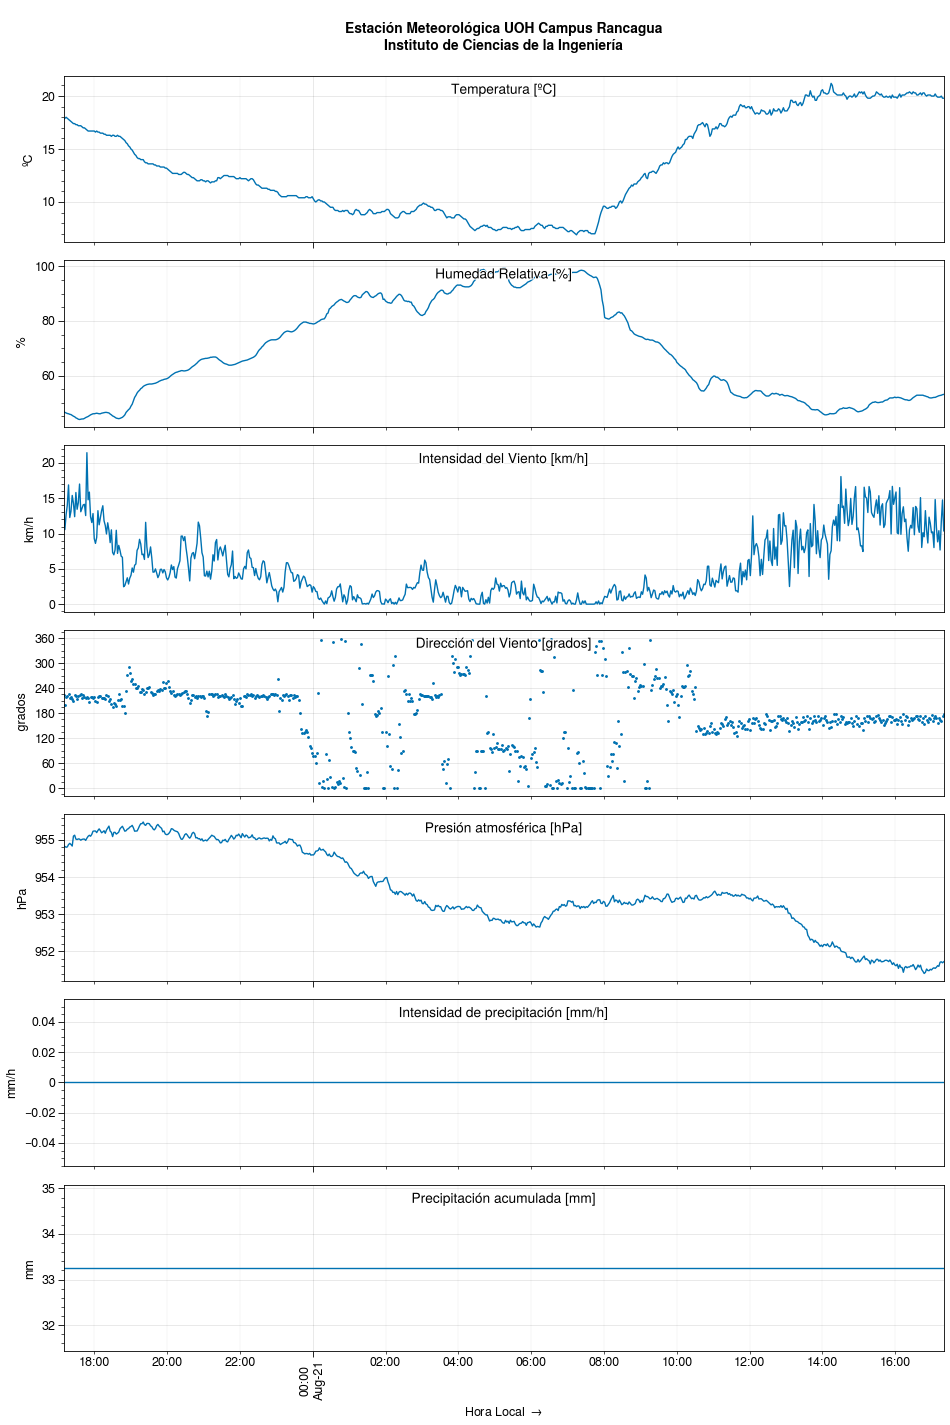 Estación Meteorológica UOH Campus Rancagua
Instituto de Ciencias de la Ingeniería
Temperatura [ºC]
20
15
10
ºC
Humedad Relativa [%]
100
80
60
%
Intensidad del Viento [km/h]
20
15
10
5
0
km/h
Dirección del Viento [grados]
360
300
240
180
120
60
0
grados
Presión atmosférica [hPa]
955
954
953
952
hPa
Intensidad de precipitación [mm/h]
0.04
0.02
0
−0.02
−0.04
mm/h
Precipitación acumulada [mm]
35
34
33
32
mm
18:00 20:00 22:00 00:00 02:00 04:00 06:00 08:00 10:00 12:00 14:00 16:00
Aug-21
Hora Local →